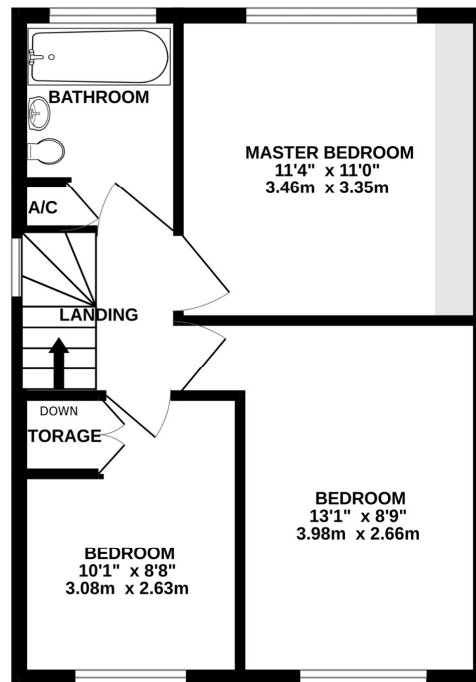 BATHROOM
MASTER BEDROOM
11'4" x 11'0"
3.46m x 3.35m
A/C
LANDING
DOWN
TORAGE
BEDROOM
13'1" x 8'9"
3.98m x 2.66m
BEDROOM
10'1" x 8'8"
3.08m x 2.63m